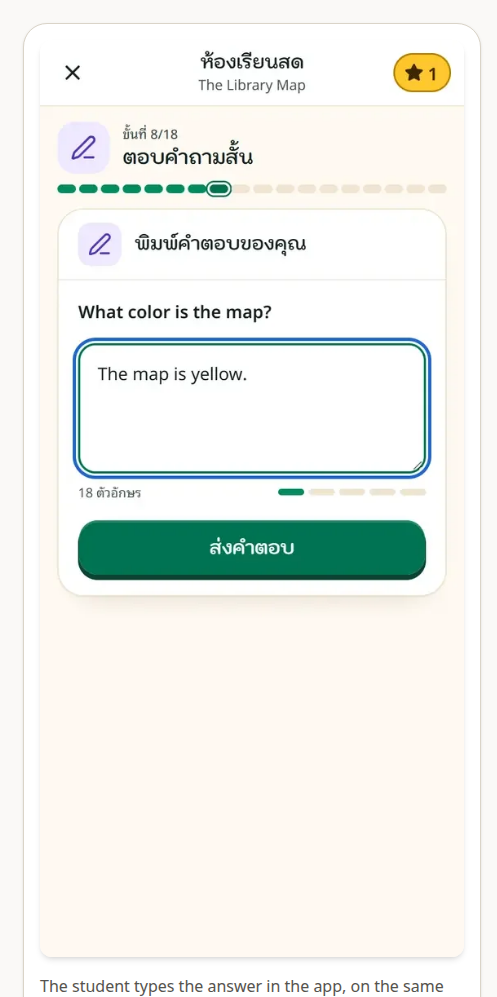 ห้องเรียนสด
The Library Map
1
ขั้นที่ 8/18
ตอบคำถามสั้น
พิมพ์คำตอบของคุณ
What color is the map?
The map is yellow.
18 ตัวอักษร
ส่งคำตอบ
The student types the answer in the app, on the same